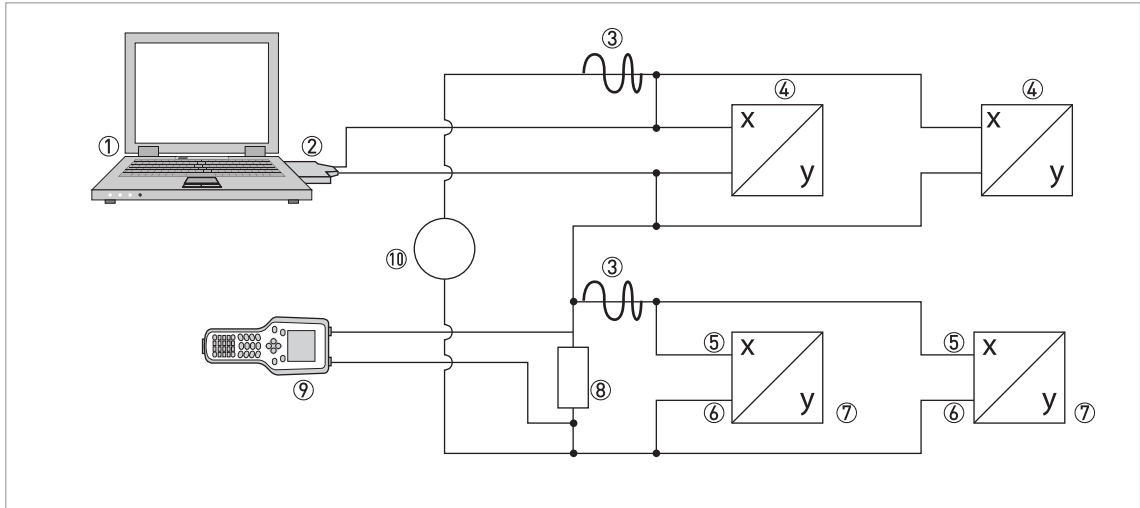 ③
④
④
x
x
①
②
y
y
⑩
③
⑤
x
⑤
x
⑨
⑧
⑥
y
⑦
⑥
y
⑦